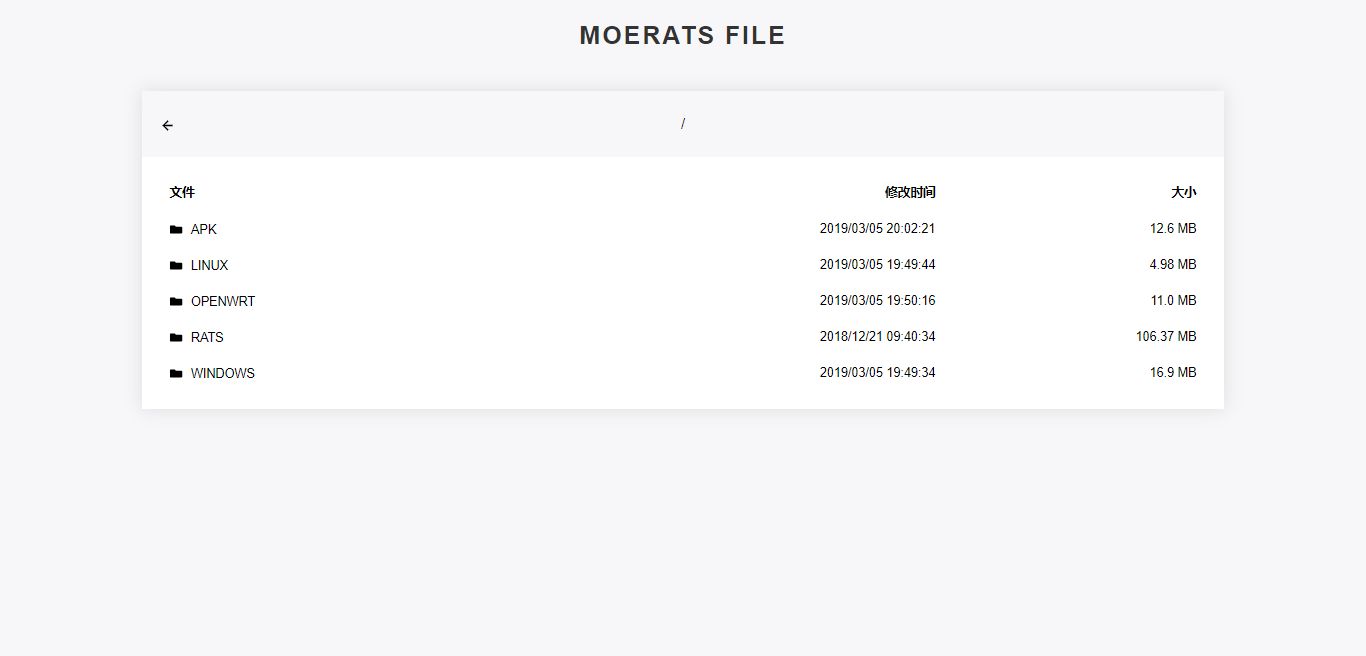 MOERATS FILE
/
文件 修改时间 大小
APK 2019/03/05 20:02:21 12.6 MB
LINUX 2019/03/05 19:49:44 4.98 MB
OPENWRT 2019/03/05 19:50:16 11.0 MB
RATS 2018/12/21 09:40:34 106.37 MB
WINDOWS 2019/03/05 19:49:34 16.9 MB